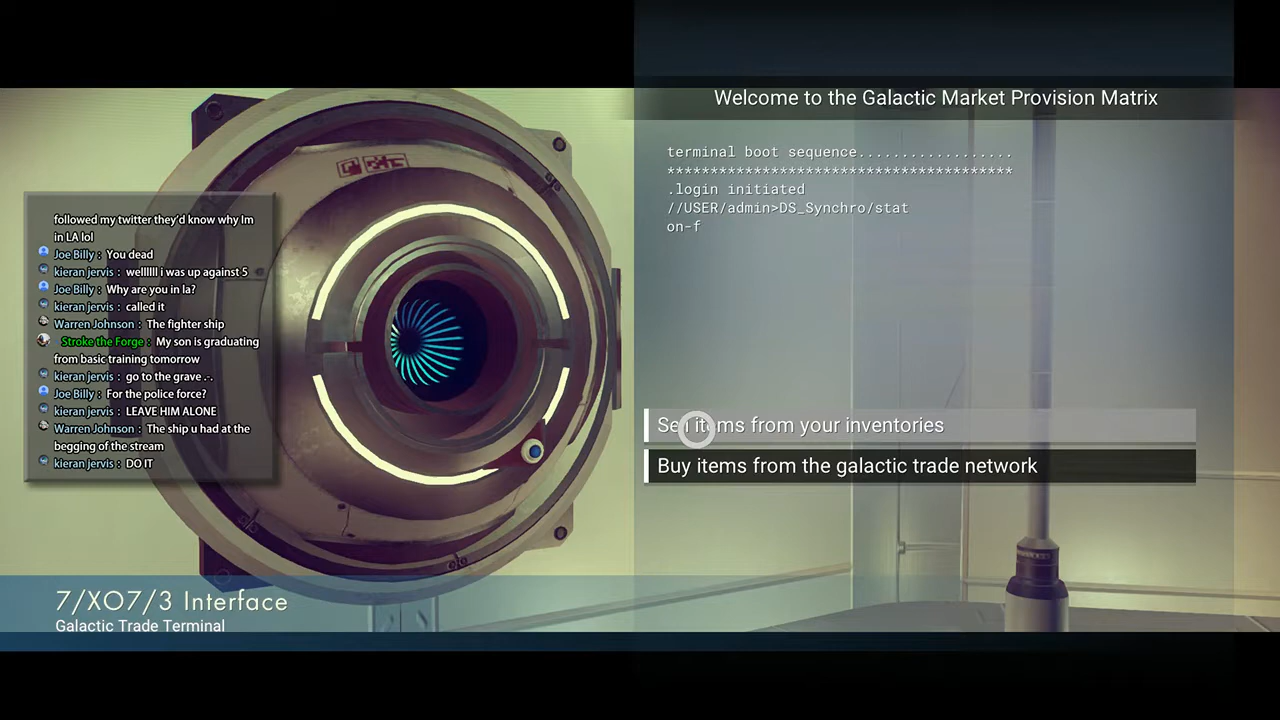 Welcome to the Galactic Market Provision Matrix
terminal boot sequence..................
****************************************
.login initiated
//USER/admin>DS_Synchro/stat
on-f
followed my twitter they'd know why Im
in LA lol
Joe Billy : You dead
kieran jervis : wellllll i was up against 5
Joe Billy : Why are you in la?
kieran jervis : called it
Warren Johnson : The fighter ship
Stroke the Forge : My son is graduating
from basic training tomorrow
kieran jervis : go to the grave .-.
Joe Billy : For the police force?
kieran jervis : LEAVE HIM ALONE
Warren Johnson : The ship u had at the
begging of the stream
kieran jervis : DO IT
Sell items from your inventories
Buy items from the galactic trade network
7/XO7/3 Interface
Galactic Trade Terminal